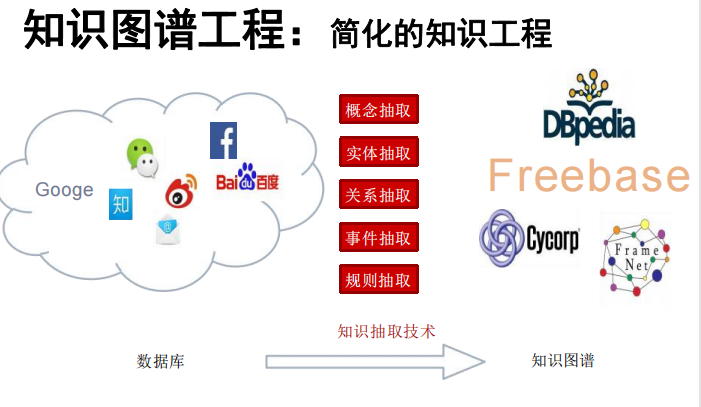 知识图谱工程：简化的知识工程
Googe
知
f
Bai du 百度
概念抽取
实体抽取
关系抽取
事件抽取
规则抽取
DBpedia
Freebase
Cycorp
Frame
Net
知识抽取技术
数据库
知识图谱